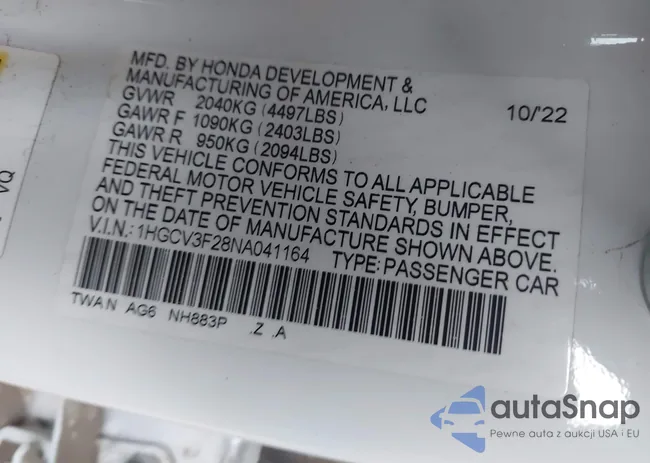 MFD. BY HONDA DEVELOPMENT &
MANUFACTURING OF AMERICA, LLC
10/'22
GVWR 2040KG (4497LBS)
GAWR F 1090KG (2403LBS)
GAWR R 950KG (2094LBS)
THIS VEHICLE CONFORMS TO ALL APPLICABLE
FEDERAL MOTOR VEHICLE SAFETY, BUMPER,
AND THEFT PREVENTION STANDARDS IN EFFECT
ON THE DATE OF MANUFACTURE SHOWN ABOVE.
V.I.N.: 1HGCV3F28NA041164 TYPE: PASSENGER CAR
TWAN AG6 NH883P Z .A
VQ
autaSnap
Pewne auta z aukcji USA i EU